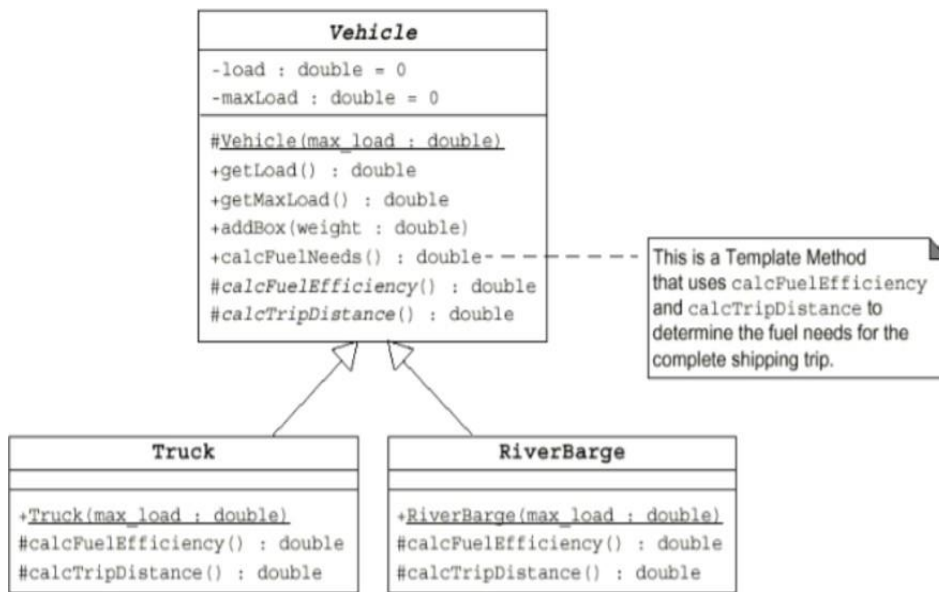 Vehicle
-load : double = 0
-maxLoad : double = 0
#Vehicle(max_load : double)
+getLoad() : double
+getMaxLoad() : double
+addBox(weight : double)
+calcFuelNeeds() : double
#calcFuelEfficiency() : double
#calcTripDistance() : double
This is a Template Method
that uses calcFuelEfficiency
and calcTripDistance to
determine the fuel needs for the
complete shipping trip.
Truck
+Truck(max_load : double)
#calcFuelEfficiency() : double
#calcTripDistance() : double
RiverBarge
+RiverBarge(max_load : double)
#calcFuelEfficiency() : double
#calcTripDistance() : double